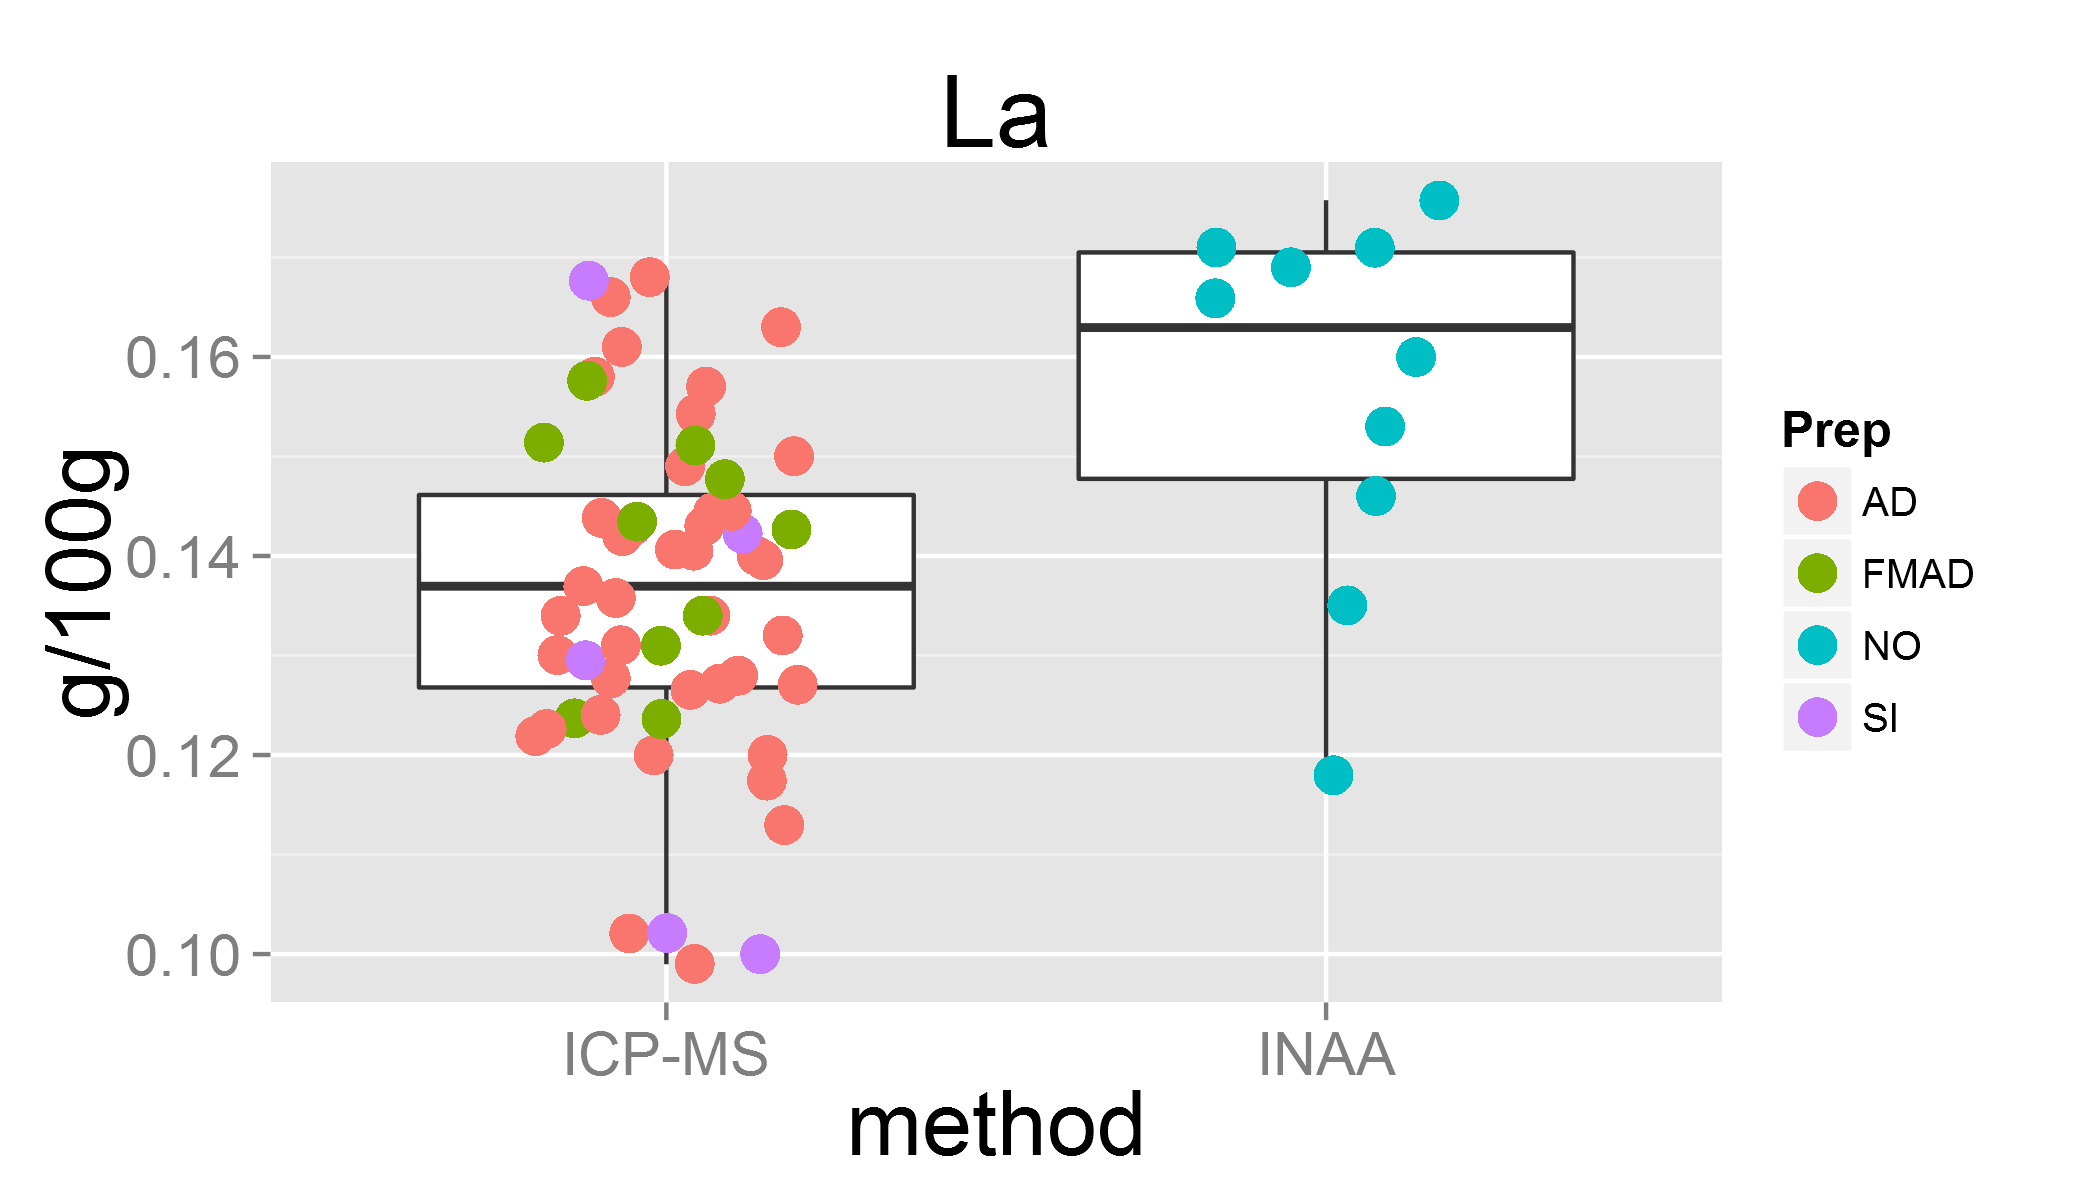 La
g/100g
0.16
0.14
0.12
0.10
ICP-MS
INAA
method
Prep
AD
FMAD
NO
SI